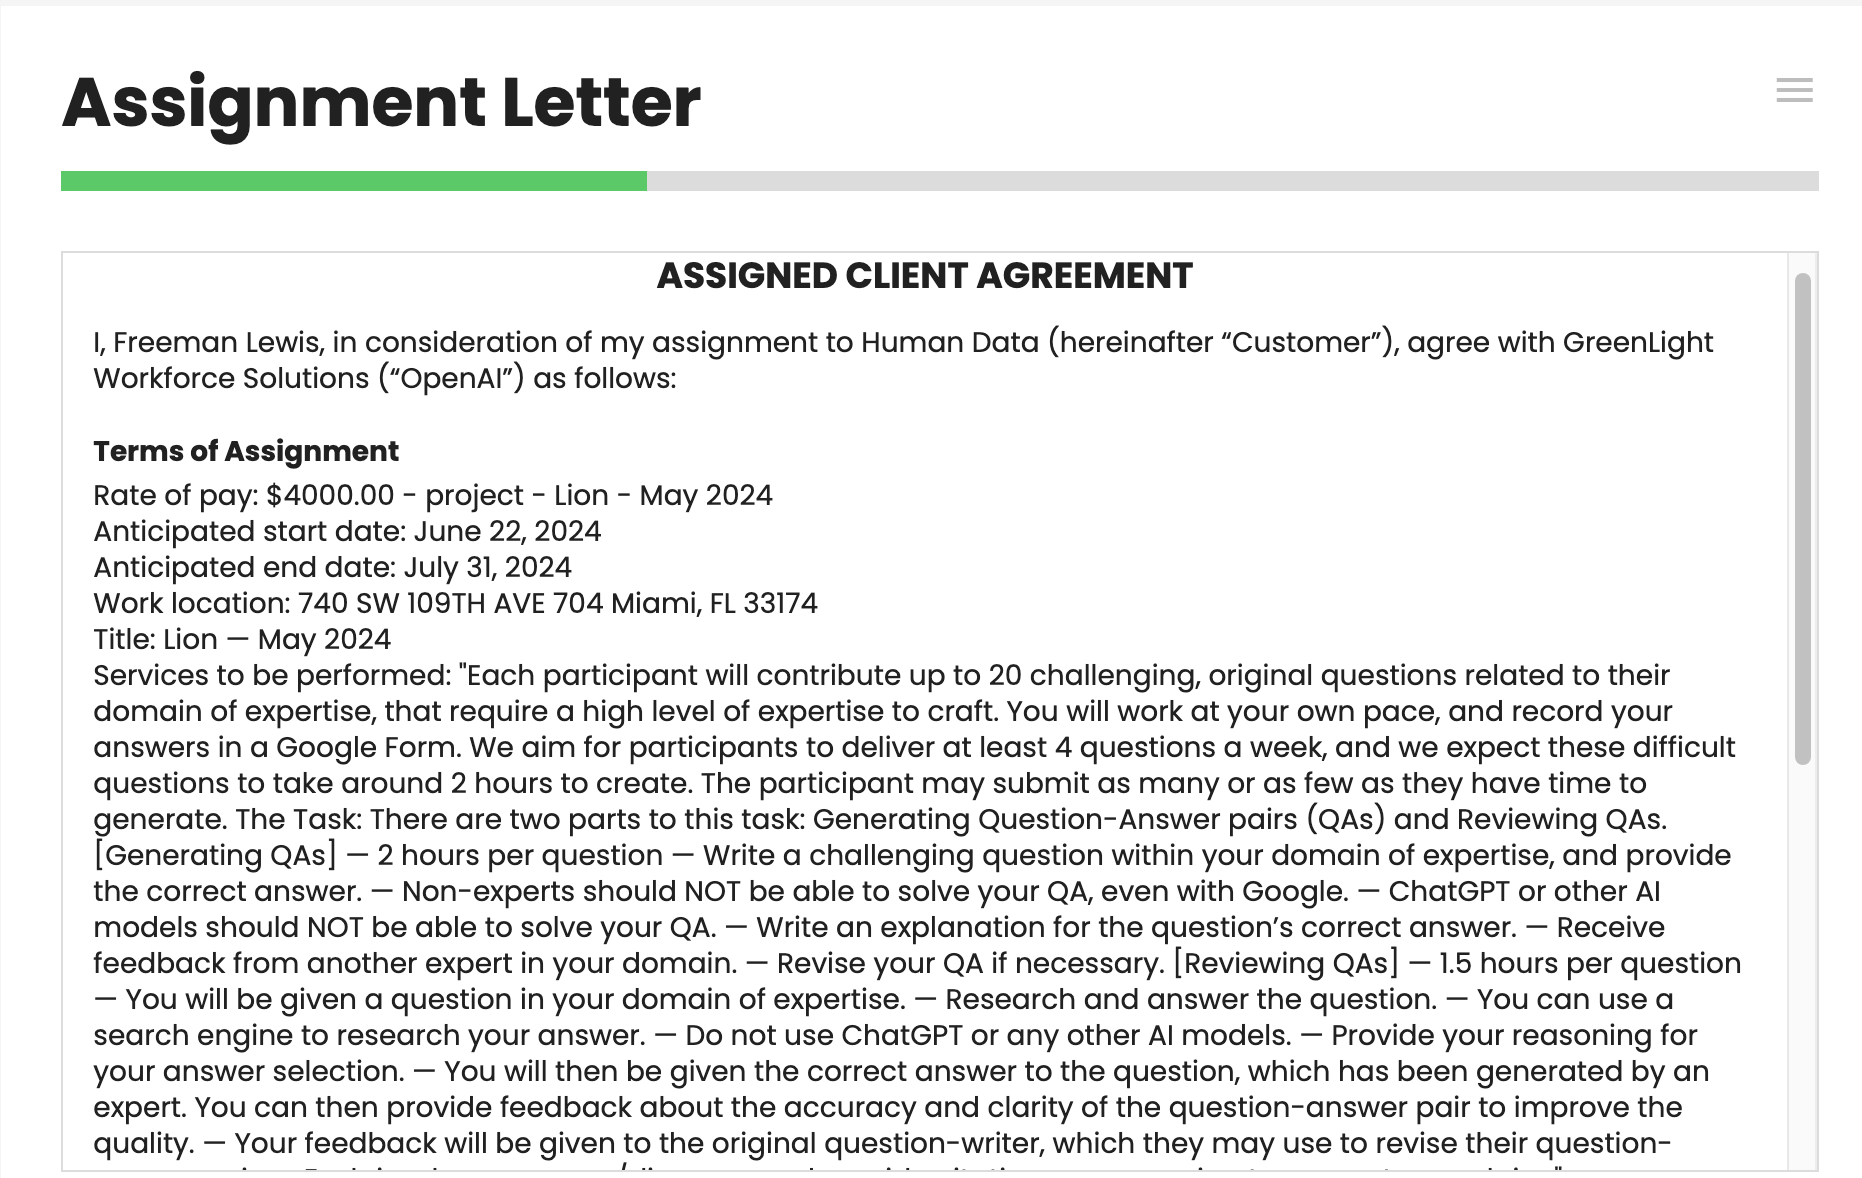 Assignment Letter
ASSIGNED CLIENT AGREEMENT
I, Freeman Lewis, in consideration of my assignment to Human Data (hereinafter “Customer”), agree with GreenLight
Workforce Solutions (“OpenAI”) as follows:
Terms of Assignment
Rate of pay: $4000.00 - project - Lion - May 2024
Anticipated start date: June 22, 2024
Anticipated end date: July 31, 2024
Work location: 740 SW 109TH AVE 704 Miami, FL 33174
Title: Lion — May 2024
Services to be performed: "Each participant will contribute up to 20 challenging, original questions related to their
domain of expertise, that require a high level of expertise to craft. You will work at your own pace, and record your
answers in a Google Form. We aim for participants to deliver at least 4 questions a week, and we expect these difficult
questions to take around 2 hours to create. The participant may submit as many or as few as they have time to
generate. The Task: There are two parts to this task: Generating Question-Answer pairs (QAs) and Reviewing QAs.
[Generating QAs] — 2 hours per question — Write a challenging question within your domain of expertise, and provide
the correct answer. — Non-experts should NOT be able to solve your QA, even with Google. — ChatGPT or other AI
models should NOT be able to solve your QA. — Write an explanation for the question’s correct answer. — Receive
feedback from another expert in your domain. — Revise your QA if necessary. [Reviewing QAs] — 1.5 hours per question
— You will be given a question in your domain of expertise. — Research and answer the question. — You can use a
search engine to research your answer. — Do not use ChatGPT or any other AI models. — Provide your reasoning for
your answer selection. — You will then be given the correct answer to the question, which has been generated by an
expert. You can then provide feedback about the accuracy and clarity of the question-answer pair to improve the
quality. — Your feedback will be given to the original question-writer, which they may use to revise their question-